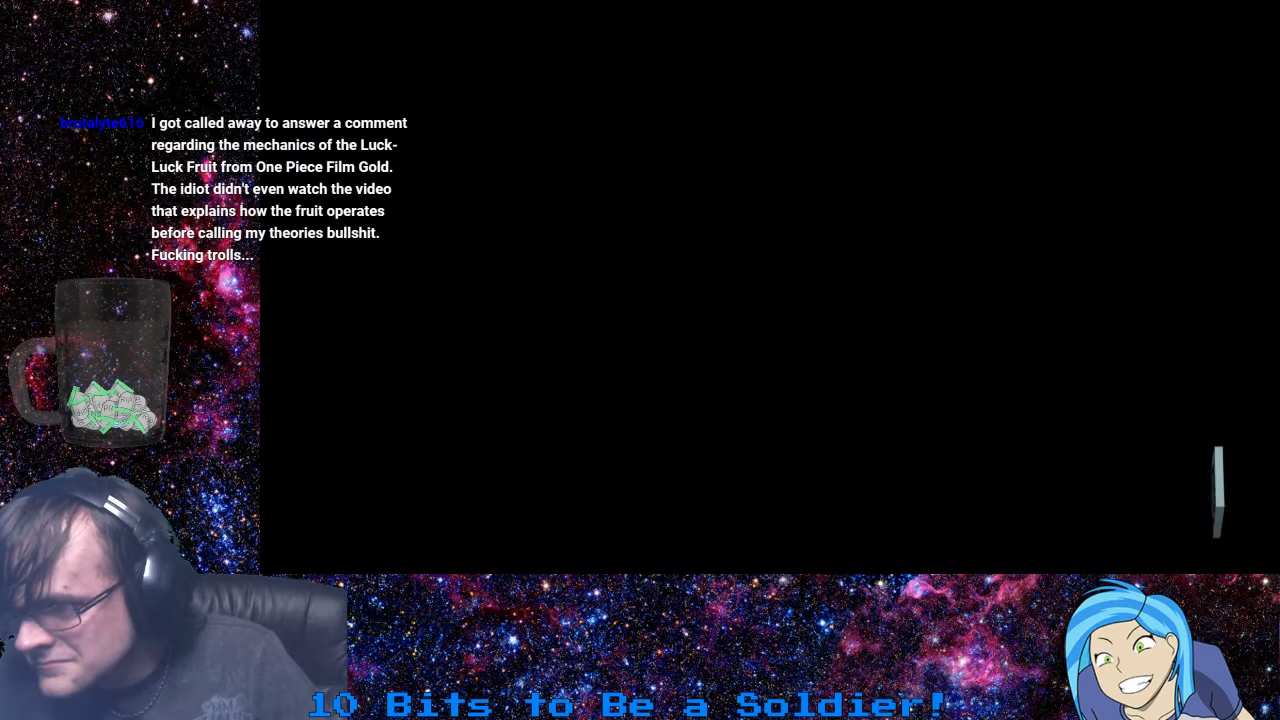 brutalyte616 I got called away to answer a comment
regarding the mechanics of the Luck-
Luck Fruit from One Piece Film Gold.
The idiot didn't even watch the video
that explains how the fruit operates
before calling my theories bullshit.
Fucking trolls...
10 Bits to Be a Soldier!